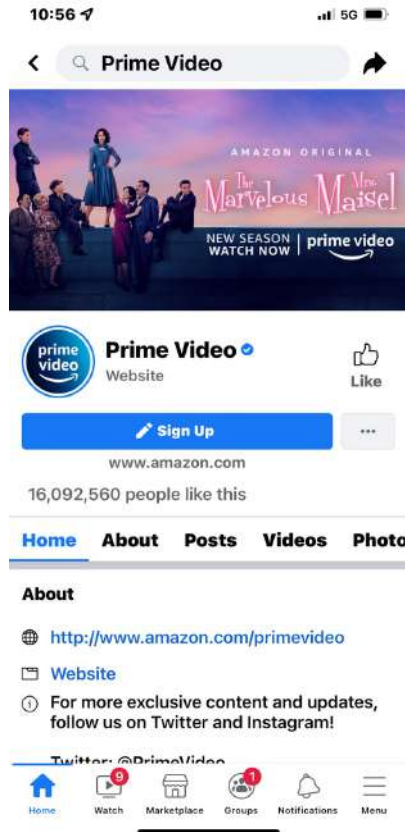 10:56
5G
Prime Video
AMAZON ORIGINAL
The Marvelous Mrs. Maisel
NEW SEASON
WATCH NOW
prime video
prime
video
Prime Video
Website
Like
Sign Up
...
www.amazon.com
16,092,560 people like this
Home About Posts Videos Photo
About
http://www.amazon.com/primevideo
Website
For more exclusive content and updates,
follow us on Twitter and Instagram!
Twitter: @PrimeVideo
9
1
Home Watch Marketplace Groups Notifications Menu